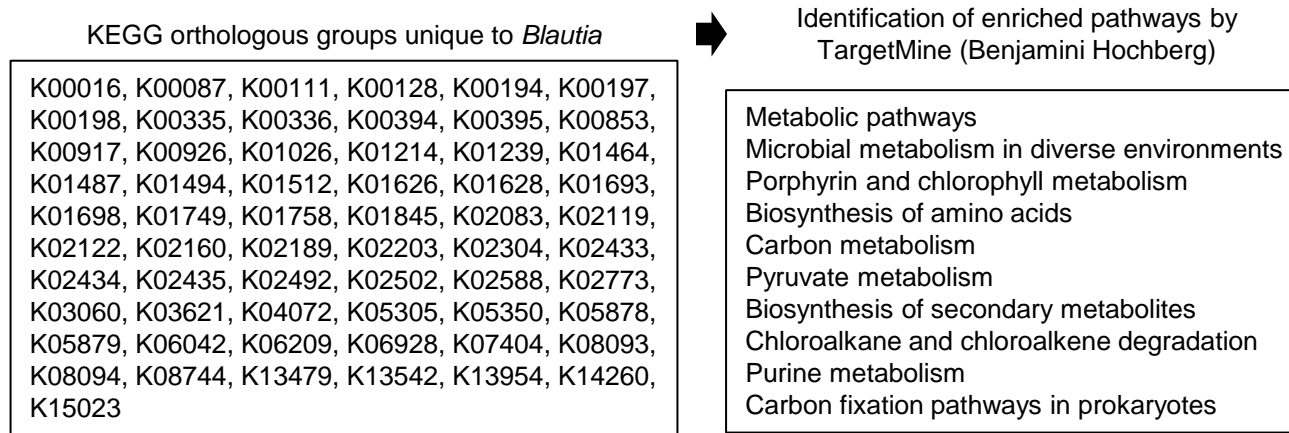 KEGG orthologous groups unique to Blautia
K00016, K00087, K00111, K00128, K00194, K00197,
K00198, K00335, K00336, K00394, K00395, K00853,
K00917, K00926, K01026, K01214, K01239, K01464,
K01487, K01494, K01512, K01626, K01628, K01693,
K01698, K01749, K01758, K01845, K02083, K02119,
K02122, K02160, K02189, K02203, K02304, K02433,
K02434, K02435, K02492, K02502, K02588, K02773,
K03060, K03621, K04072, K05305, K05350, K05878,
K05879, K06042, K06209, K06928, K07404, K08093,
K08094, K08744, K13479, K13542, K13954, K14260,
K15023
Identification of enriched pathways by
TargetMine (Benjamini Hochberg)
Metabolic pathways
Microbial metabolism in diverse environments
Porphyrin and chlorophyll metabolism
Biosynthesis of amino acids
Carbon metabolism
Pyruvate metabolism
Biosynthesis of secondary metabolites
Chloroalkane and chloroalkene degradation
Purine metabolism
Carbon fixation pathways in prokaryotes